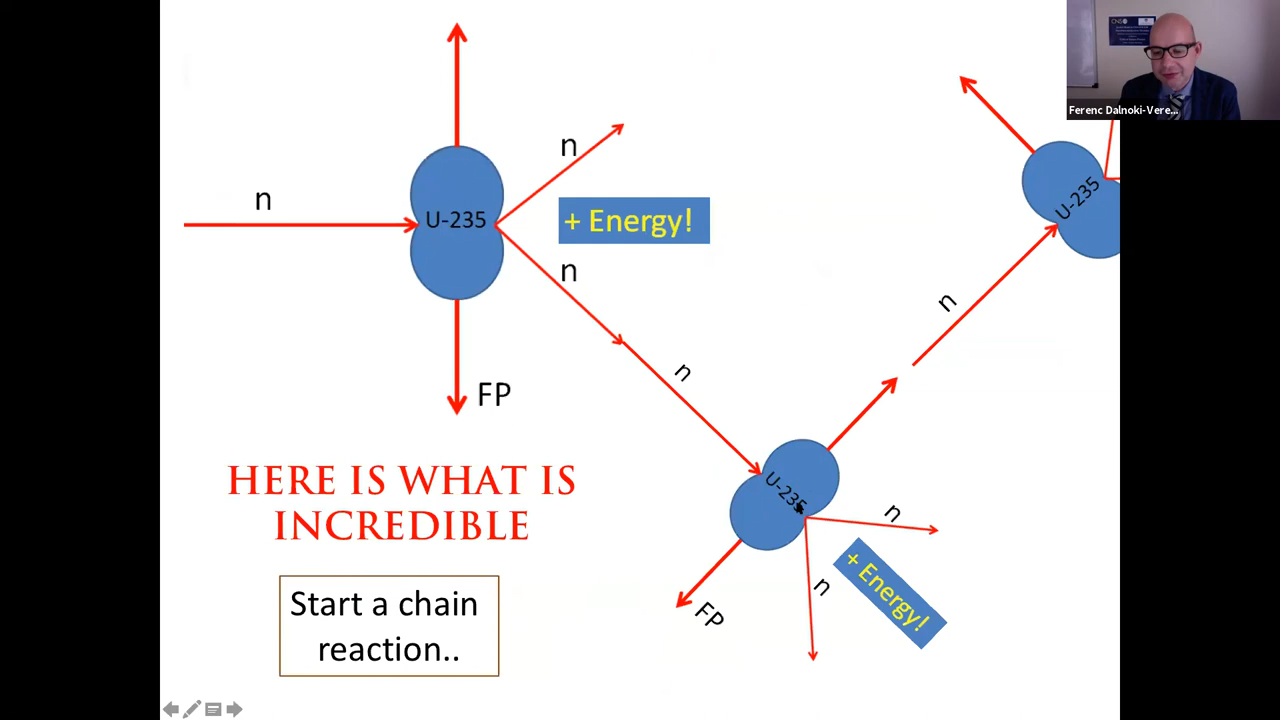 n
U-235
n
+ Energy!
n
FP
n
HERE IS WHAT IS
INCREDIBLE
Start a chain
reaction..
U-235
n
U-235
n
n
FP
+ Energy!
Ferenc Dalnoki-Vere...